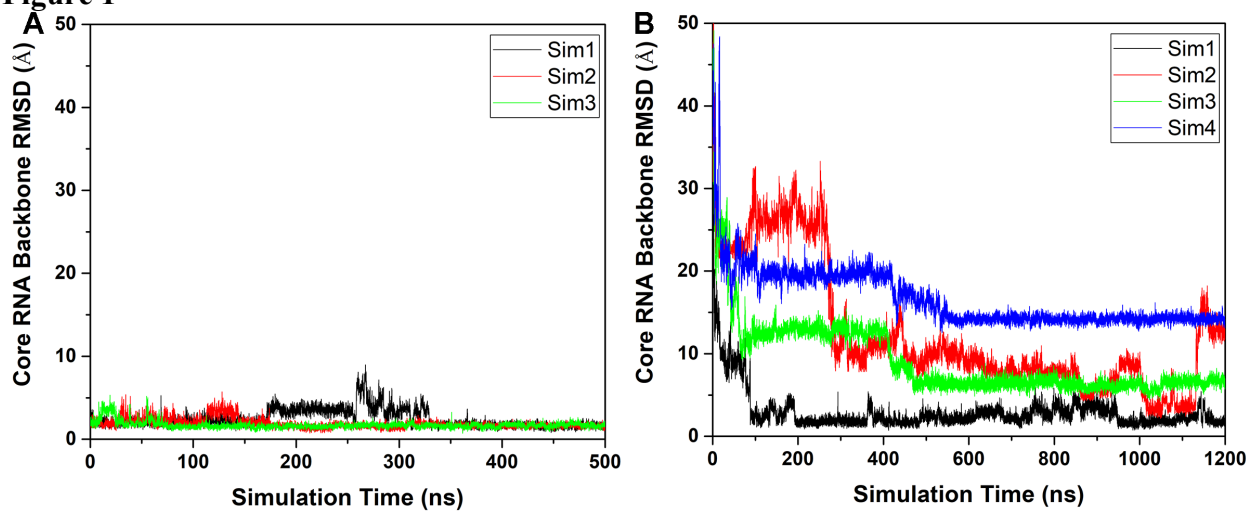 Figure 1
A
50
40
30
20
10
0
Core RNA Backbone RMSD (Å)
Sim1
Sim2
Sim3
0 100 200 300 400 500
Simulation Time (ns)
B
50
40
30
20
10
0
Core RNA Backbone RMSD (Å)
Sim1
Sim2
Sim3
Sim4
0 200 400 600 800 1000 1200
Simulation Time (ns)